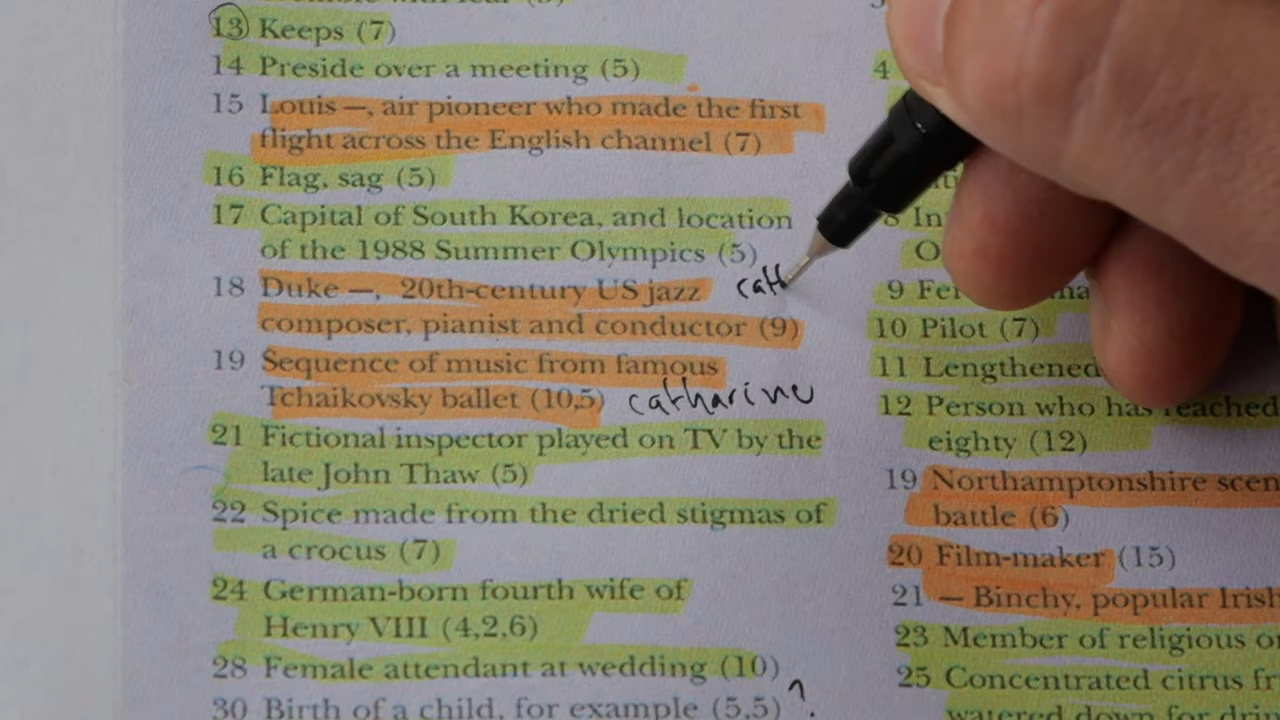 13 Keeps (7)
14 Preside over a meeting (5)
15 Louis —, air pioneer who made the first
flight across the English channel (7)
16 Flag, sag (5)
17 Capital of South Korea, and location
of the 1988 Summer Olympics (5)
18 Duke —, 20th-century US jazz cath
composer, pianist and conductor (9)
19 Sequence of music from famous
Tchaikovsky ballet (10,5) catharine
21 Fictional inspector played on TV by the
late John Thaw (5)
22 Spice made from the dried stigmas of
a crocus (7)
24 German-born fourth wife of
Henry VIII (4,2,6)
28 Female attendant at wedding (10)
30 Birth of a child, for example (5,5) ?
4
8 In
O
9
10 Pilot (7)
11 Lengthened
12 Person who has reached
eighty (12)
19 Northamptonshire
battle (6)
20 Film-maker (15)
21 — Binchy, popular Irish
23 Member of religious
25 Concentrated citrus
watered down for